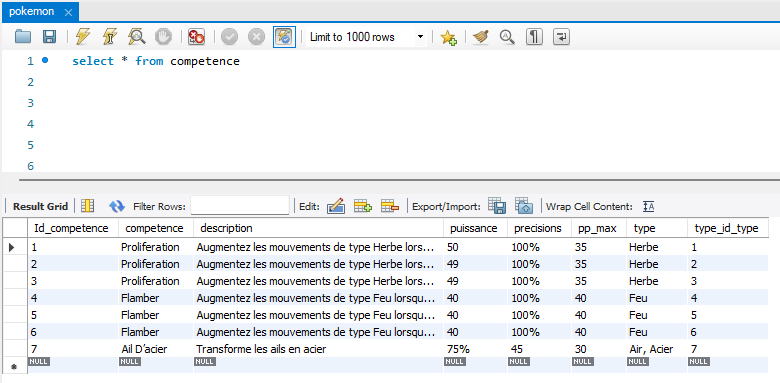 pokemon
Limit to 1000 rows
1 select * from competence
2
3
4
5
6
Result Grid Filter Rows: Edit: Export/Import: Wrap Cell Content:
Id_competence competence description puissance precisions pp_max type type_id_type
1 Proliferation Augmentez les mouvements de type Herbe lors... 50 100% 35 Herbe 1
2 Proliferation Augmentez les mouvements de type Herbe lors... 49 100% 35 Herbe 2
3 Proliferation Augmentez les mouvements de type Herbe lors... 49 100% 35 Herbe 3
4 Flamber Augmentez les mouvements de type Feu lorsqu... 40 100% 40 Feu 4
5 Flamber Augmentez les mouvements de type Feu lorsqu... 40 100% 40 Feu 5
6 Flamber Augmentez les mouvements de type Feu lorsqu... 40 100% 40 Feu 6
7 Ail D’acier Transforme les ails en acier 75% 45 30 Air, Acier 7
NULL NULL NULL NULL NULL NULL NULL NULL